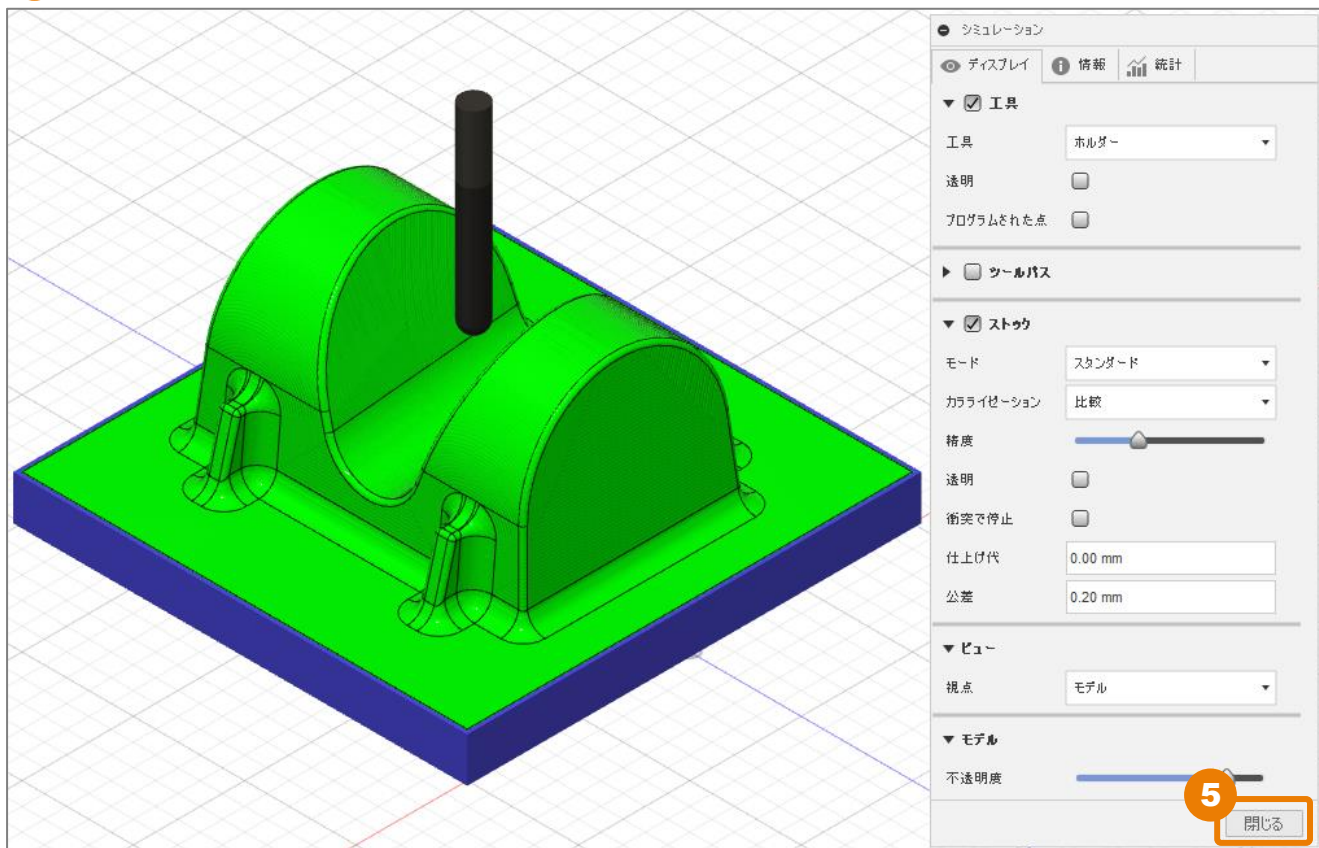 シミュレーション
ディスプレイ 情報 統計
工具
工具 ホルダー
透明
プログラムされた点
ツールパス
ストック
モード スタンダード
カラライゼーション 比較
精度
透明
衝突で停止
仕上げ代 0.00 mm
公差 0.20 mm
ビュー
視点 モデル
モデル
不透明度
5
閉じる